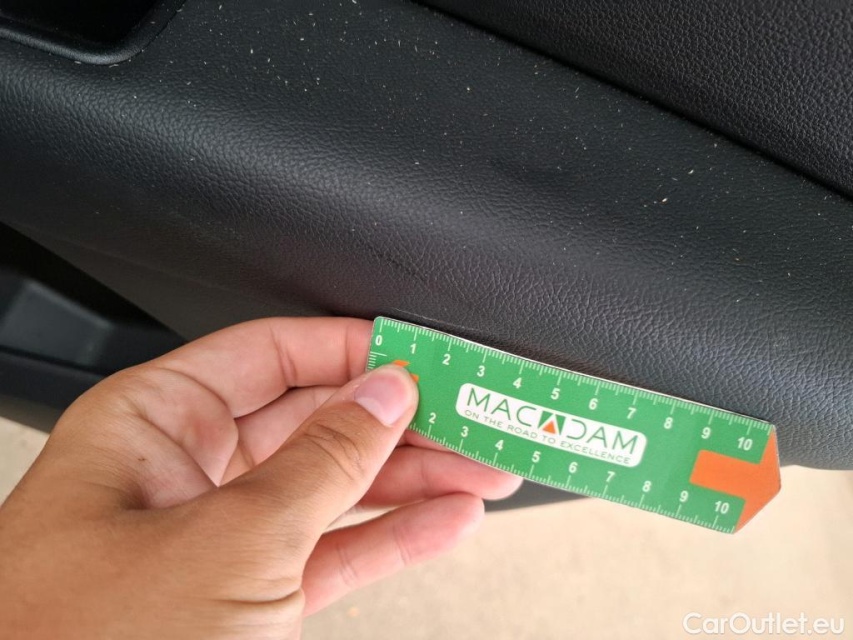 0 1 2 3 4 5 6 7 8 9 10
MACADAM
ON THE ROAD TO EXCELLENCE
2 3 4 5 6 7 8 9 10
CarOutlet.eu